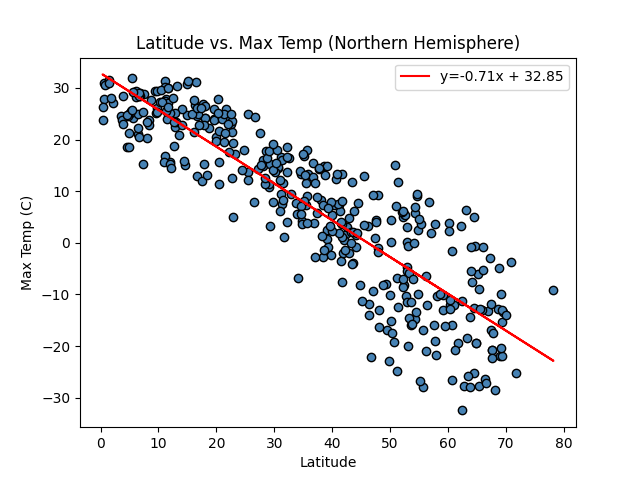 Latitude vs. Max Temp (Northern Hemisphere)
y=-0.71x + 32.85
Max Temp (C)
30
20
10
0
−10
−20
−30
0 10 20 30 40 50 60 70 80
Latitude